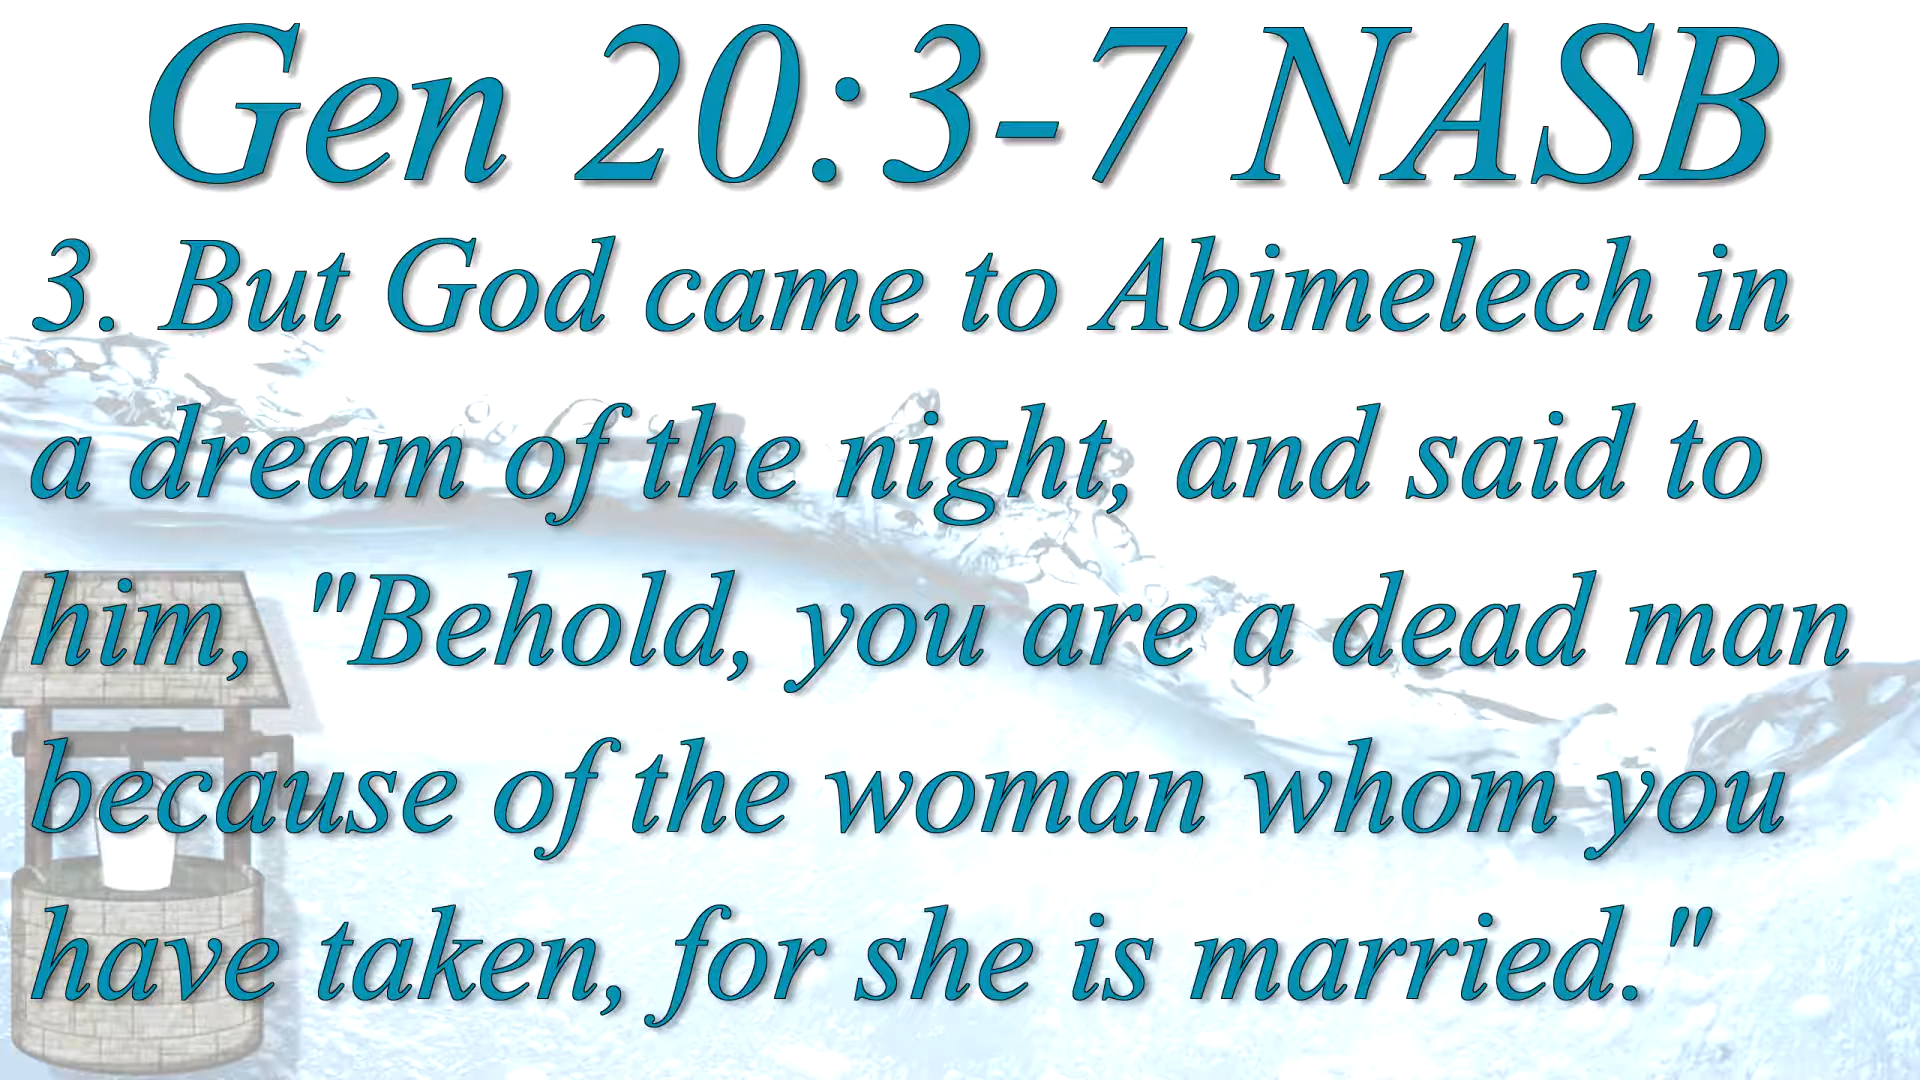 Gen 20:3-7 NASB
3. But God came to Abimelech in
a dream of the night, and said to
him, "Behold, you are a dead man
because of the woman whom you
have taken, for she is married."